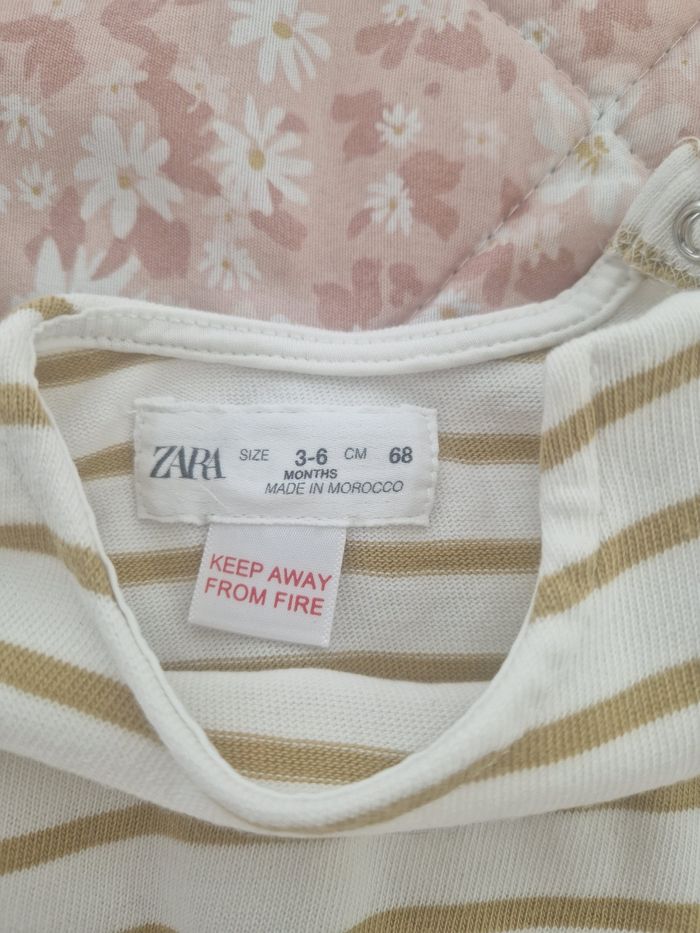 ZARA SIZE 3-6 CM 68
MONTHS
MADE IN MOROCCO
KEEP AWAY
FROM FIRE